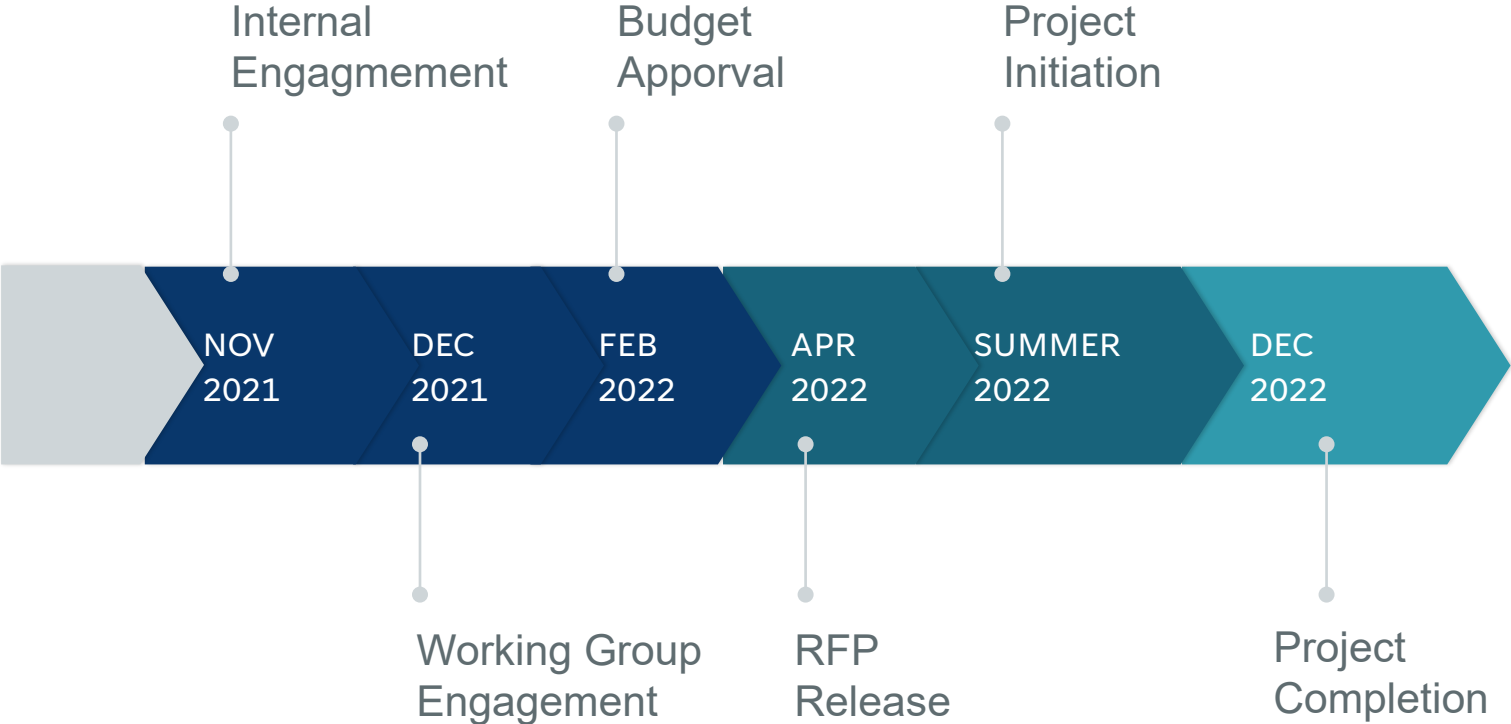 Internal
Engagmement
Budget
Apporval
Project
Initiation
NOV
2021
DEC
2021
FEB
2022
APR
2022
SUMMER
2022
DEC
2022
Working Group
Engagement
RFP
Release
Project
Completion